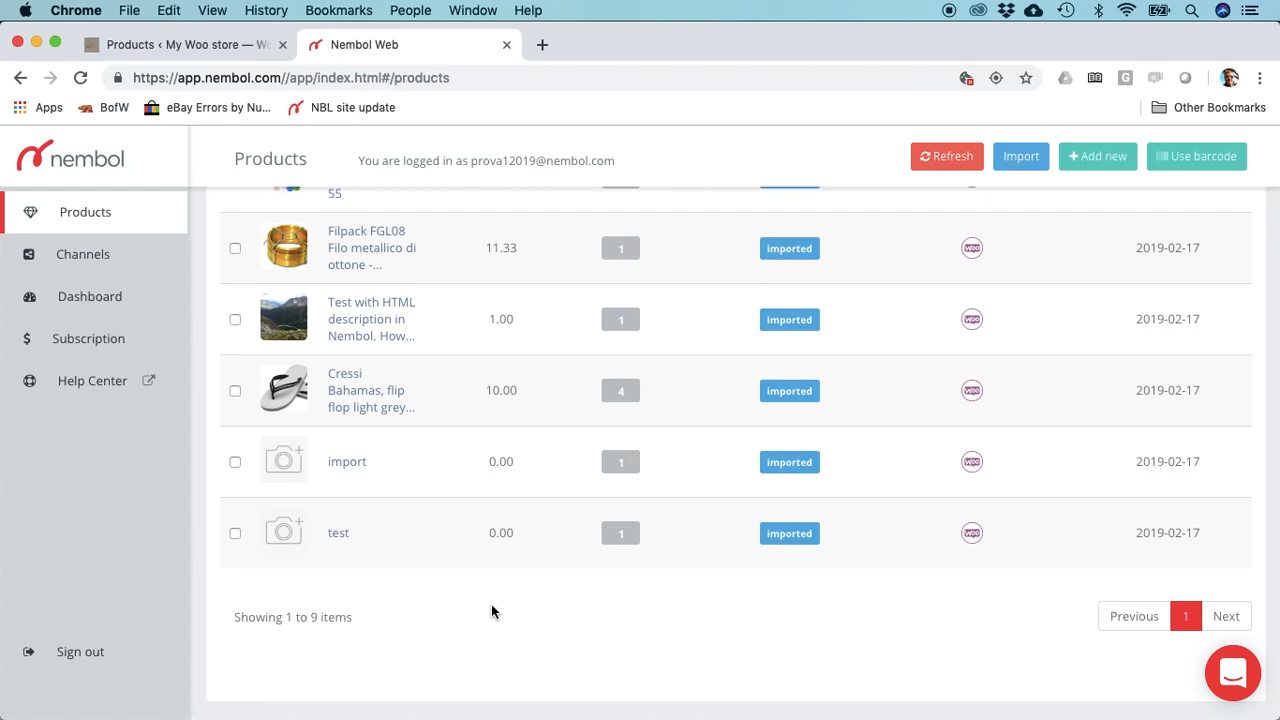 Chrome File Edit View History Bookmarks People Window Help
Products ‹ My Woo store — Wo
Nembol Web
https://app.nembol.com//app/index.html#/products
Apps BofW eBay Errors by Nu... NBL site update Other Bookmarks
nembol
Products
You are logged in as prova12019@nembol.com
Refresh
Import
+Add new
Use barcode
Products
Channels
Dashboard
Subscription
Help Center
Sign out
55
Filpack FGL08
Filo metallico di
ottone -...
11.33 1 imported woo 2019-02-17
Test with HTML
description in
Nembol. How...
1.00 1 imported woo 2019-02-17
Cressi
Bahamas, flip
flop light grey...
10.00 4 imported woo 2019-02-17
import 0.00 1 imported woo 2019-02-17
test 0.00 1 imported woo 2019-02-17
Showing 1 to 9 items
Previous 1 Next